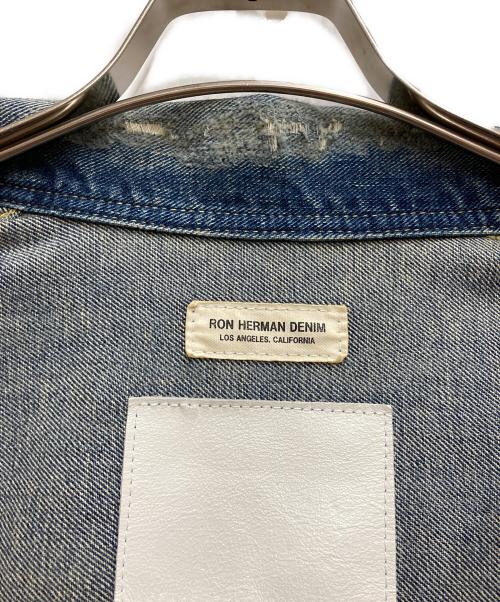 RON HERMAN DENIM
LOS ANGELES. CALIFORNIA